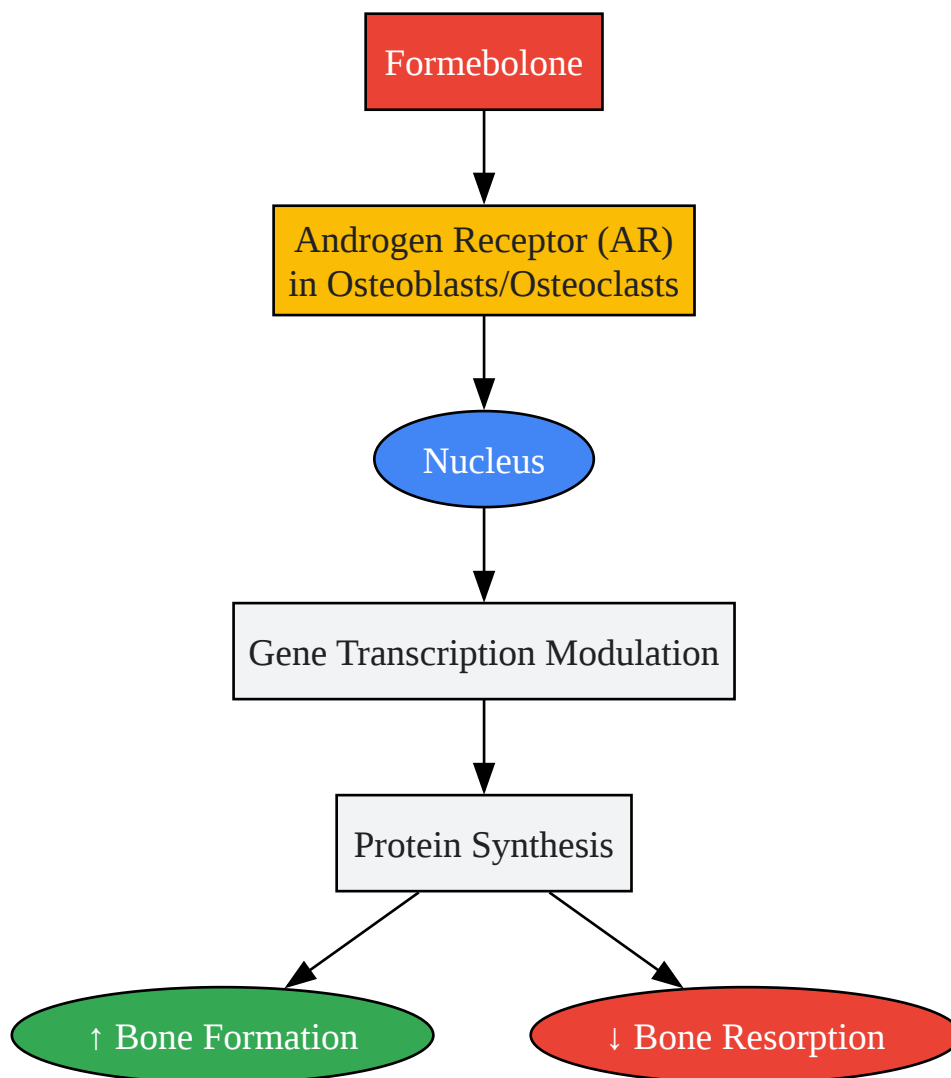 Formebolone
Androgen Receptor (AR)
in Osteoblasts/Osteoclasts
Nucleus
Gene Transcription Modulation
Protein Synthesis
↑ Bone Formation
↓ Bone Resorption